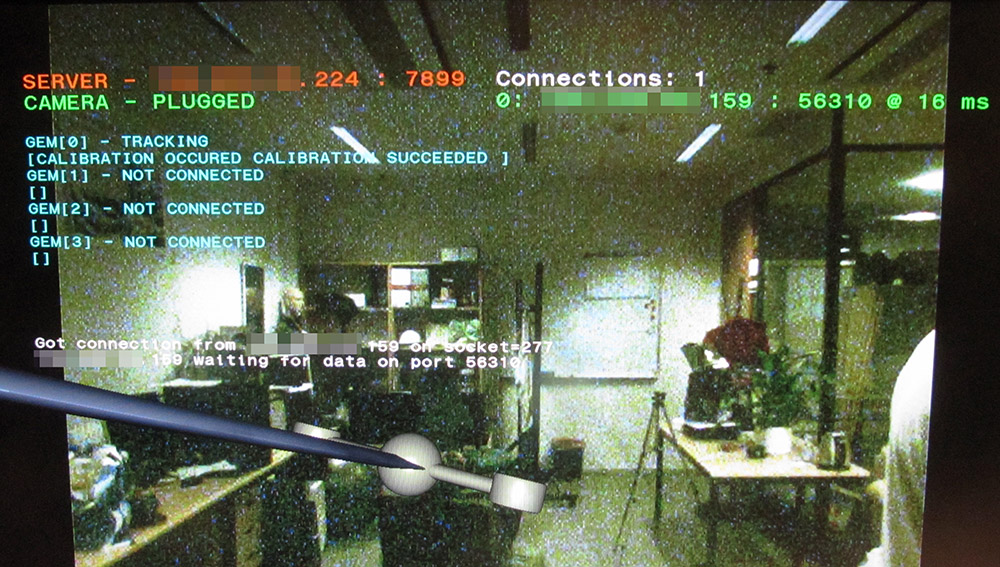 SERVER - .224 : 7899
CAMERA - PLUGGED
Connections: 1
0: 159 : 56310 @ 16 ms
GEM[0] - TRACKING
[CALIBRATION OCCURED CALIBRATION SUCCEEDED ]
GEM[1] - NOT CONNECTED
[]
GEM[2] - NOT CONNECTED
[]
GEM[3] - NOT CONNECTED
[]
Got connection from 159 on socket=277
159 waiting for data on port 56310